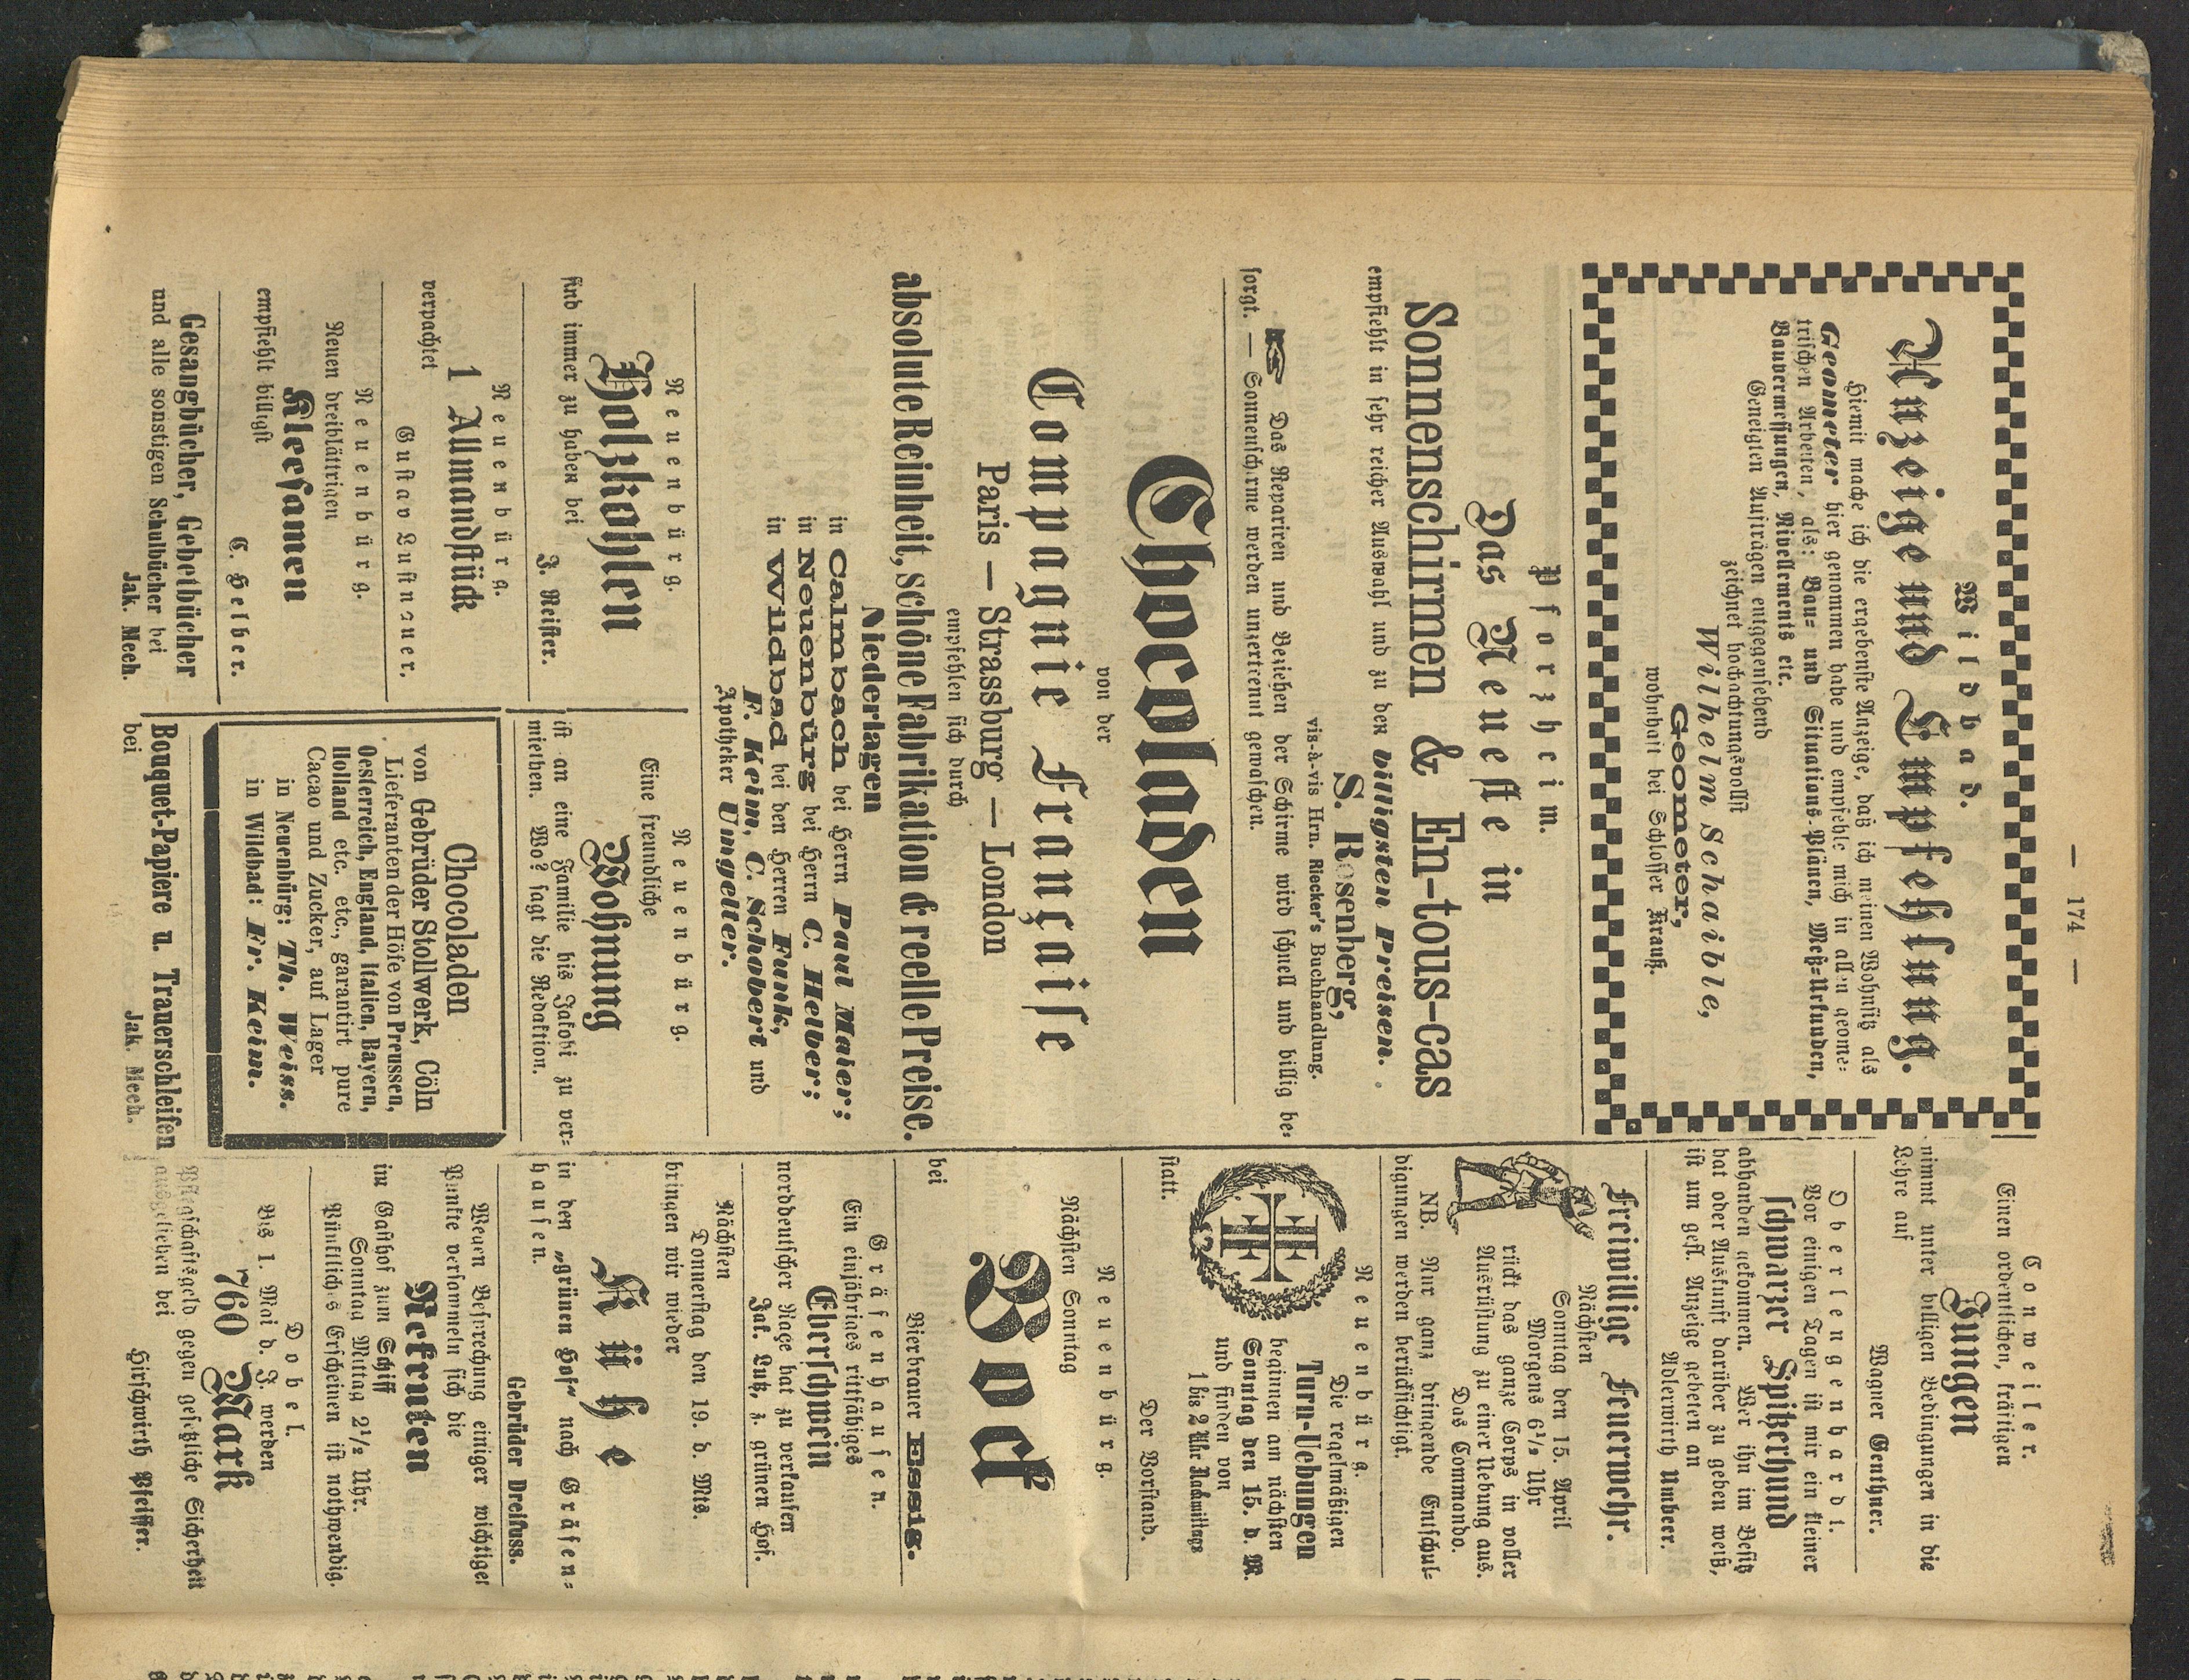 — 174 —
Wildbad.
Anzeige und Empfehlung.
Hiemit mache ich die ergebenste Anzeige, daß ich meinen Wohnsitz als
Geometer hier genommen habe und empfehle mich in allen geome-
trischen Arbeiten, als: Bau- und Situations-Plänen, Meß-Urkunden,
Bauvermessungen, Nivellements etc.
Geneigten Aufträgen entgegensehend
zeichnet hochachtungsvollst
Wilhelm Schaible,
Geometer,
wohnhaft bei Schlosser Krauß.
Pforzheim.
Das Neueste in
Sonnenschirmen & En-tous-cas
empfiehlt in sehr reicher Auswahl und zu den billigsten Preisen.
S. Rosenberg,
vis-à-vis Hrn. Riecker's Buchhandlung.
☞ Das Repariren und Beziehen der Schirme wird schnell und billig be-
sorgt. — Sonnenschirme werden unzertrennt gewaschen.
Chocoladen
von der
Compagnie Françaiſe
Paris — Strassburg — London
empfehlen sich durch
absolute Reinheit, schöne Fabrikation & reelle Preise.
Niederlagen
in Calmbach bei Herrn Paul Maier;
in Neuenbürg bei Herrn C. Helber;
in Wildbad bei den Herren Funk,
F. Keim, C. Schobert und
Apotheker Umgelter.
Neuenbürg.
Holzkohlen
sind immer zu haben bei
J. Meister.
Neuenbürg.
1 Allmandstück
verpachtet
Gustav Lustnauer.
Neuenbürg.
Neuen dreiblättrigen
Kleesamen
empfiehlt billigst
C. Helber.
Gesangbücher, Gebetbücher
und alle sonstigen Schulbücher bei
Jak. Meeh.
Neuenbürg.
Eine freundliche
Wohnung
ist an eine Familie bis Jakobi zu ver-
miethen. Wo? sagt die Redaktion.
Chocoladen
von Gebrüder Stollwerk, Cöln
Lieferanten der Höfe von Preussen,
Oesterreich, England, Italien, Bayern,
Holland etc. etc., garantirt pure
Cacao und Zucker, auf Lager
in Neuenbürg: Th. Weiss.
in Wildbad: Fr. Keim.
Bouquet-Papiere u. Trauerschleifen
bei
Jak. Meeh.
Conweiler.
Einen ordentlichen, kräftigen
Jungen
nimmt unter billigen Bedingungen in die
Lehre auf
Wagner Genthner.
Oberlengenhardt.
Vor einigen Tagen ist mir ein kleiner
schwarzer Spitzerhund
abhanden gekommen. Wer ihn im Besitz
hat oder Auskunft darüber zu geben weiß,
ist um gefl. Anzeige gebeten an
Adlerwirth Umbeer.
Freiwillige Feuerwehr.
Nächsten
Sonntag den 15. April
Morgens 6½ Uhr
rückt das ganze Corps in voller
Ausrüstung zu einer Uebung aus.
Das Commando.
NB. Nur ganz dringende Entschul-
digungen werden berücksichtigt.
Neuenbürg.
Die regelmäßigen
Turn-Uebungen
beginnen am nächsten
Sonntag den 15. d. M.
und finden von
1 bis 2 Uhr Nachmittags
statt.
Der Vorstand.
Neuenbürg.
Nächsten Sonntag
Bock
bei
Bierbrauer Essig.
Gräfenhausen.
Ein einjähriges rittfähiges
Eberschwein
norddeutscher Raçe hat zu verkaufen
Jak. Lutz, z. grünen Hof.
Nächsten
Donnerstag den 19. d. Mts.
bringen wir wieder
Kühe
in den „grünen Hof" nach Gräfen-
hausen.
Gebrüder Dreifuss.
Wegen Besprechung einiger wichtiger
Punkte versammeln sich die
Rekruten
im Gasthof zum Schiff
Sonntag Mittag 2½ Uhr.
Pünktliches Erscheinen ist nothwendig.
Dobel.
Bis 1. Mai d. J. werden
760 Mark
Pflegschaftsgeld gegen gesetzliche Sicherheit
ausgeliehen bei
Hirschwirth Pfeiffer.